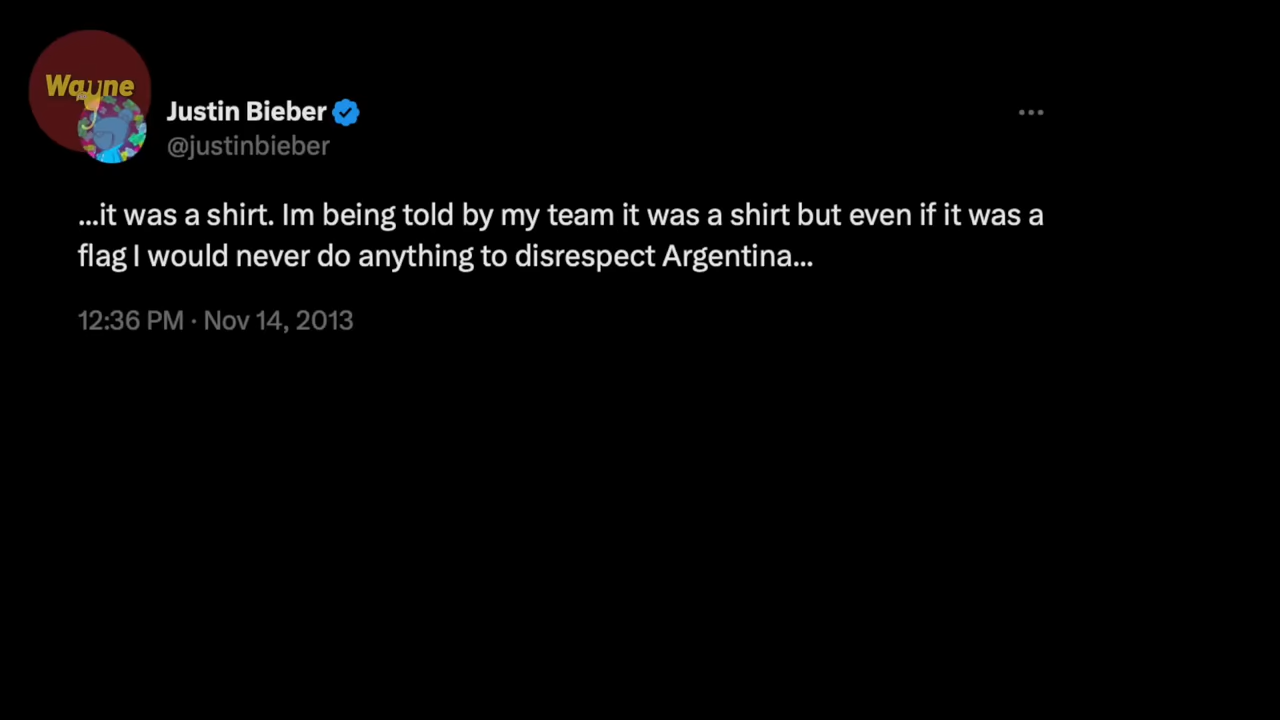 Wayne
Justin Bieber
@justinbieber
...it was a shirt. Im being told by my team it was a shirt but even if it was a
flag I would never do anything to disrespect Argentina...
12:36 PM · Nov 14, 2013